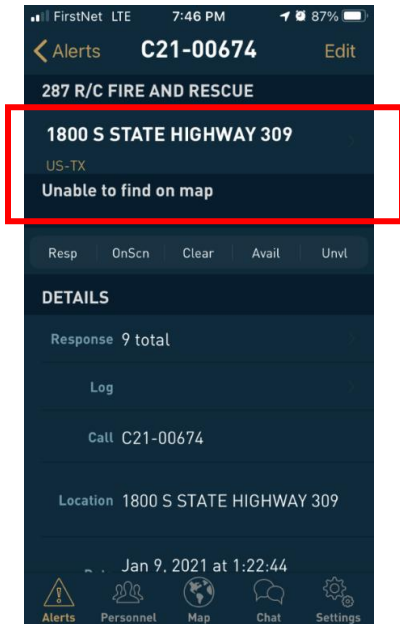 FirstNet LTE 7:46 PM 87%
Alerts C21-00674 Edit
287 R/C FIRE AND RESCUE
1800 S STATE HIGHWAY 309
US-TX
Unable to find on map
Resp OnScn Clear Avail Unvl
DETAILS
Response 9 total
Log
Call C21-00674
Location 1800 S STATE HIGHWAY 309
Jan 9, 2021 at 1:22:44
Alerts Personnel Map Chat Settings